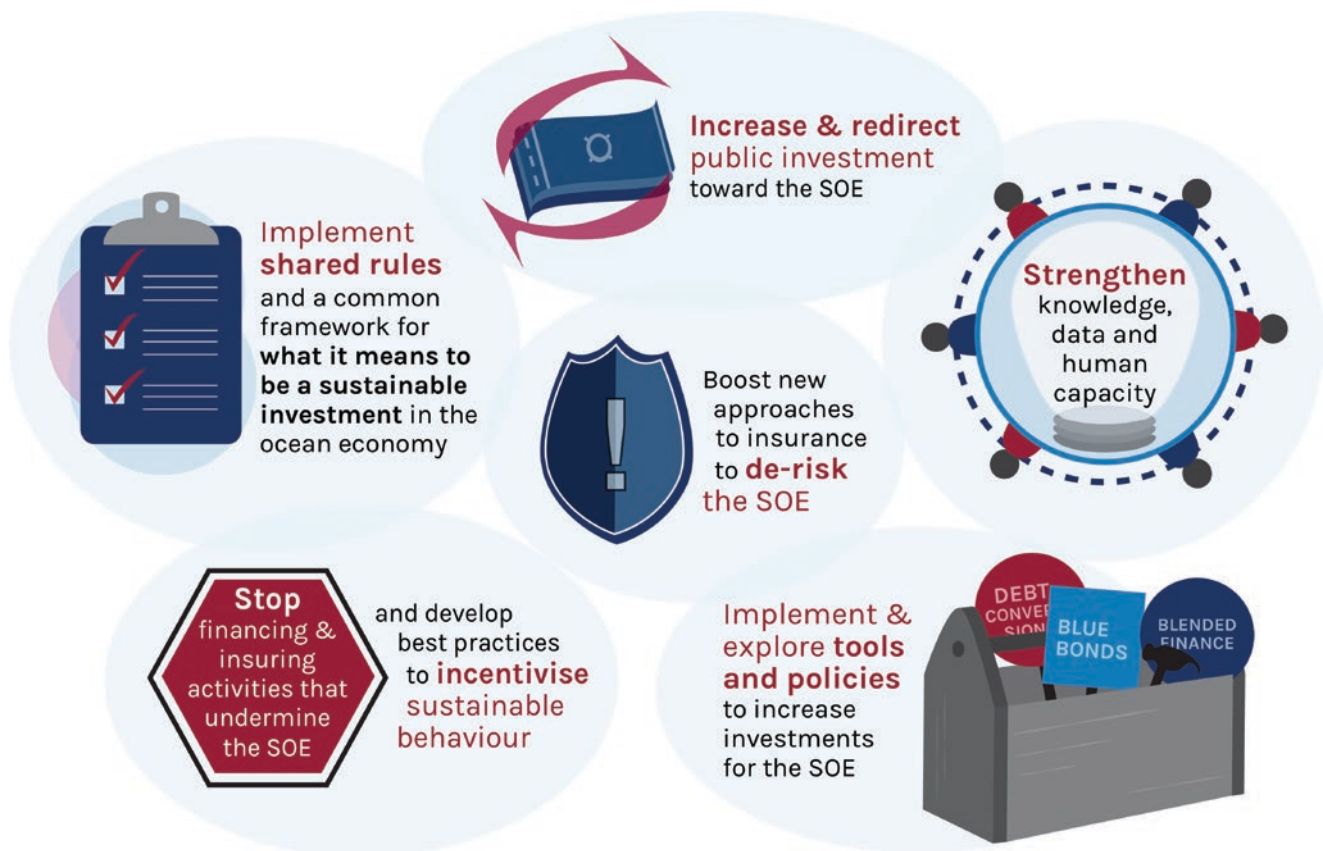 Increase & redirect
public investment
toward the SOE
Implement
shared rules
and a common
framework for
what it means to
be a sustainable
investment in the
ocean economy
Strengthen
knowledge,
data and
human
capacity
Boost new
approaches
to insurance
to de-risk
the SOE
Stop
financing &
insuring
activities that
undermine
the SOE
and develop
best practices
to incentivise
sustainable
behaviour
Implement &
explore tools
and policies
to increase
investments
for the SOE
DEBT
CONVER
SION
BLUE
BONDS
BLENDED
FINANCE